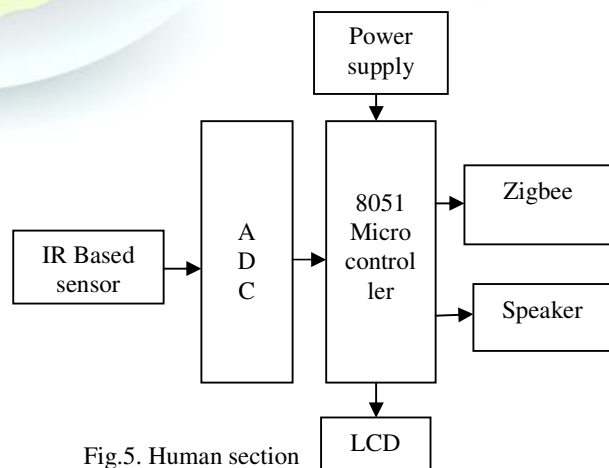 Power
supply
8051
Micro
control
ler
Zigbee
A
D
C
IR Based
sensor
Speaker
LCD
Fig.5. Human section